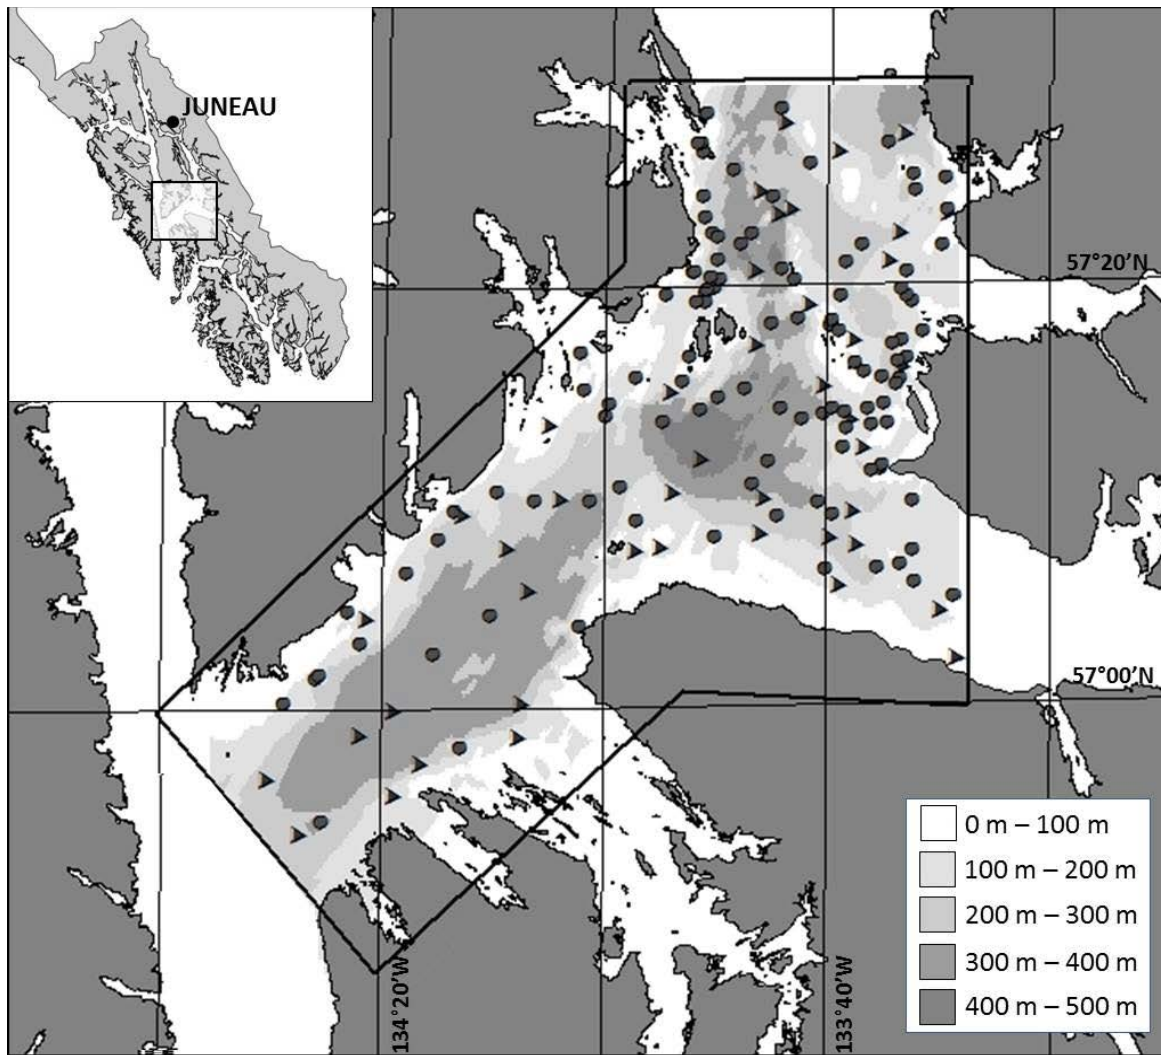 JUNEAU
57°20'N
57°00'N
134°20'W
133°40'W
0 m – 100 m
100 m – 200 m
200 m – 300 m
300 m – 400 m
400 m – 500 m